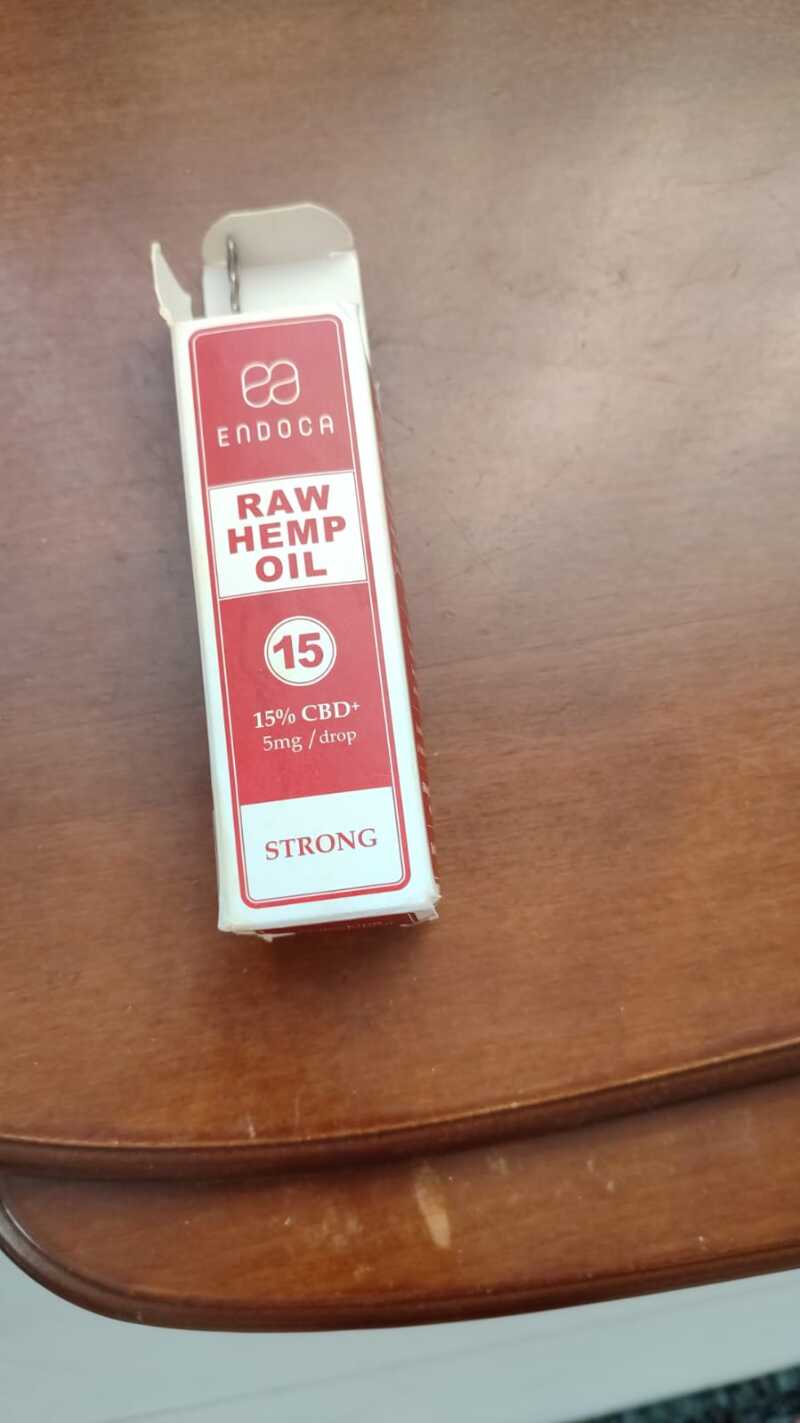 ENDOCA
RAW
HEMP
OIL
15
15% CBD+
5mg / drop
STRONG